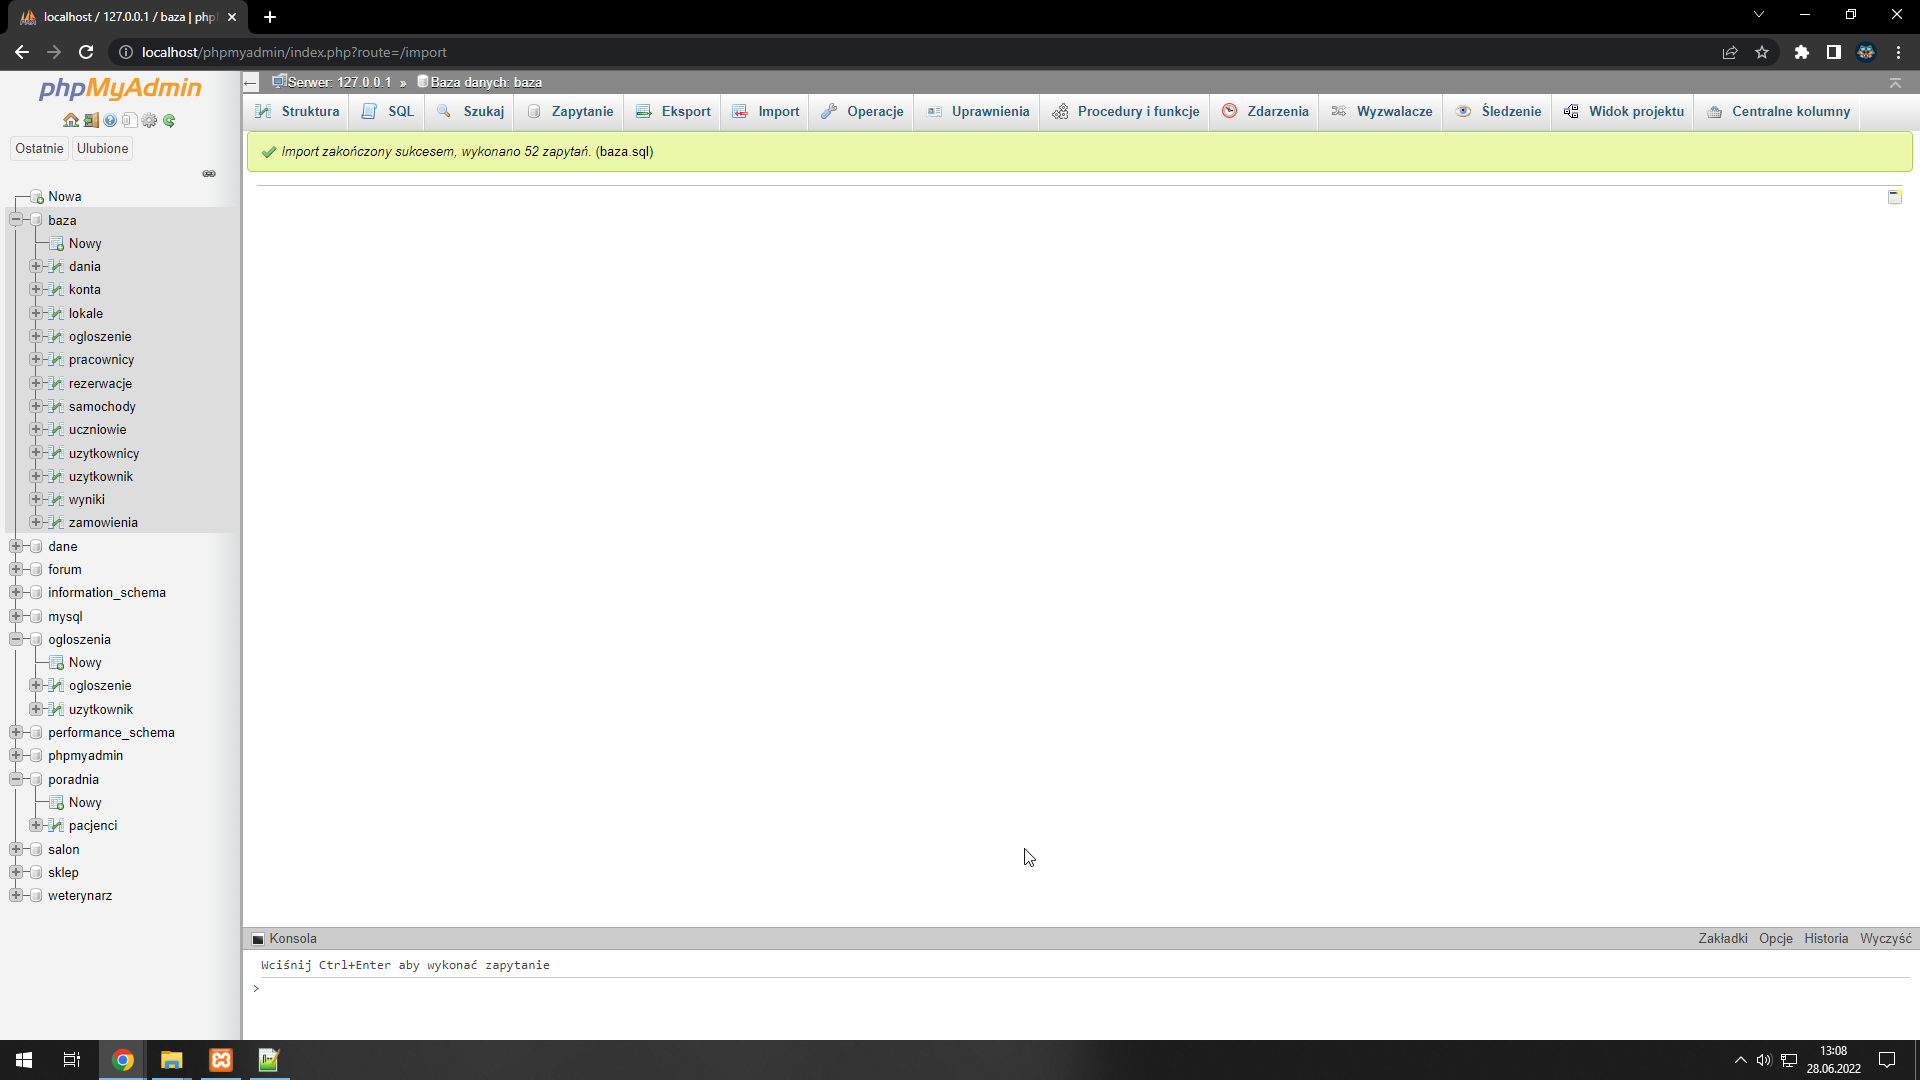 localhost / 127.0.0.1 / baza | php
localhost/phpmyadmin/index.php?route=/import
phpMyAdmin
Ostatnie
Ulubione
Nowa
baza
Nowy
dania
konta
lokale
ogloszenie
pracownicy
rezerwacje
samochody
uczniowie
uzytkownicy
uzytkownik
wyniki
zamowienia
dane
forum
information_schema
mysql
ogloszenia
Nowy
ogloszenie
uzytkownik
performance_schema
phpmyadmin
poradnia
Nowy
pacjenci
salon
sklep
weterynarz
Serwer: 127.0.0.1 » Baza danych: baza
Struktura SQL Szukaj Zapytanie Eksport Import Operacje Uprawnienia Procedury i funkcje Zdarzenia Wyzwalacze Śledzenie Widok projektu Centralne kolumny
Import zakończony sukcesem, wykonano 52 zapytań. (baza.sql)
Konsola
Zakładki Opcje Historia Wyczyść
Wciśnij Ctrl+Enter aby wykonać zapytanie
>
13:08
28.06.2022